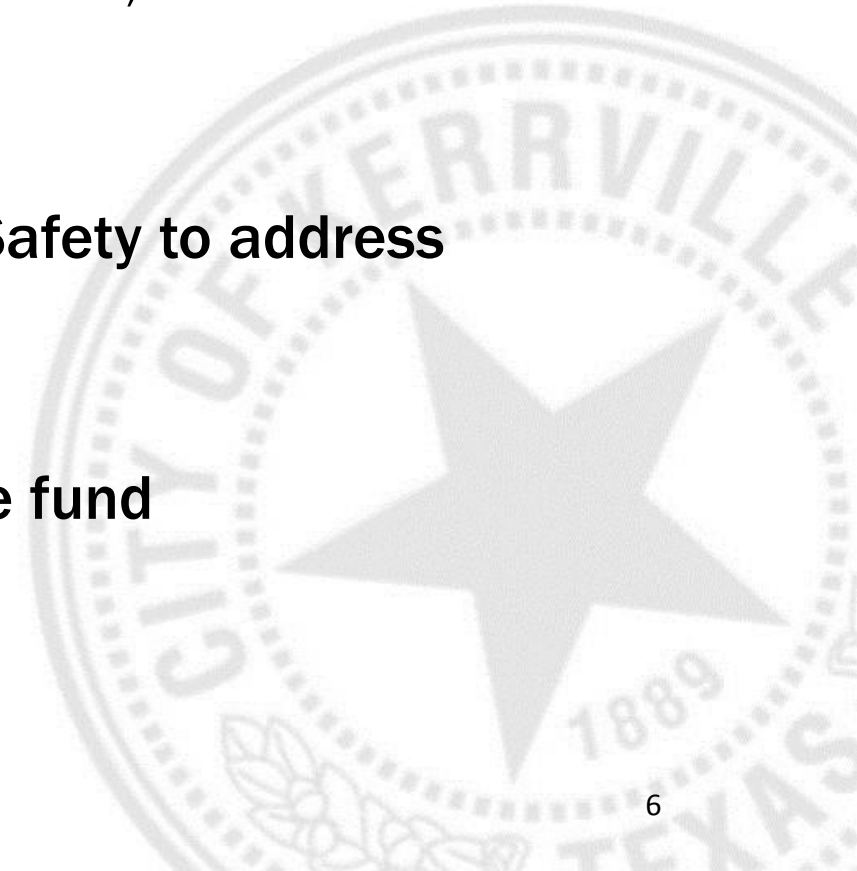 Safety to address
e fund
CITY OF KERRVILLE
1889
TEXAS
6